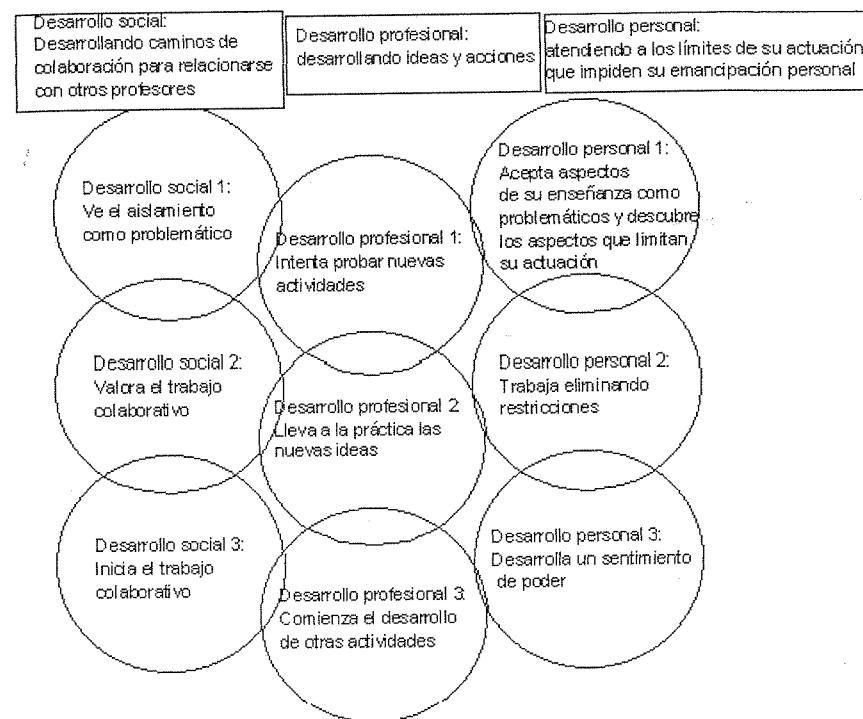 Desarrollo social:
Desarrollando caminos de
colaboración para relacionarse
con otros profesores
Desarrollo profesional:
desarrollando ideas y acciones
Desarrollo personal:
atendiendo a los límites de su actuación
que impiden su emancipación personal
Desarrollo social 1:
Ve el aislamiento
como problemático
Desarrollo profesional 1:
Intenta probar nuevas
actividades
Desarrollo personal 1:
Acepta aspectos
de su enseñanza como
problemáticos y descubre
los aspectos que limitan
su actuación
Desarrollo social 2:
Valora el trabajo
colaborativo
Desarrollo profesional 2:
Lleva a la práctica las
nuevas ideas
Desarrollo personal 2:
Trabaja eliminando
restricciones
Desarrollo social 3:
Inicia el trabajo
colaborativo
Desarrollo profesional 3:
Comienza el desarrollo
de otras actividades
Desarrollo personal 3:
Desarrolla un sentimiento
de poder